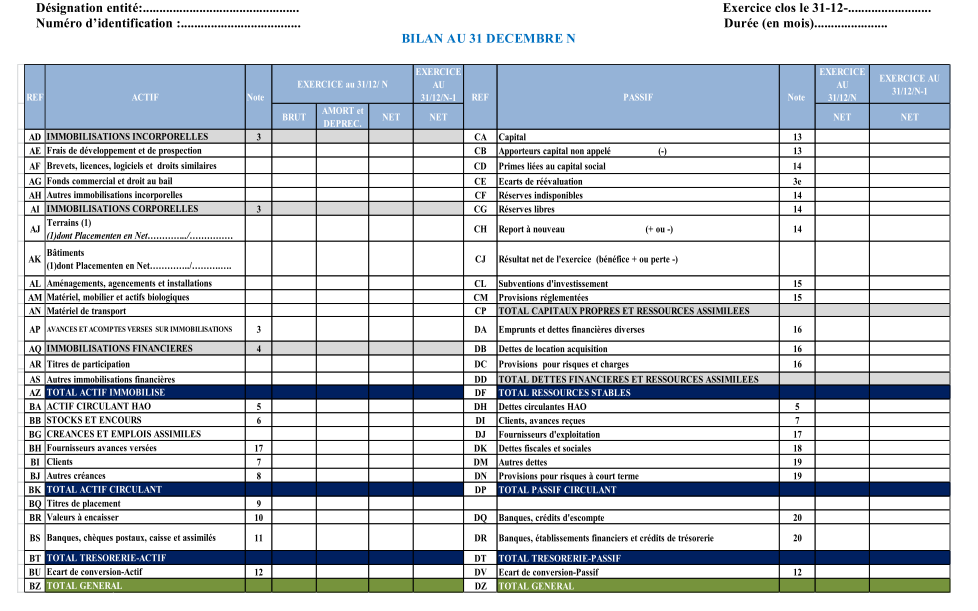 Désignation entité:............................................. Exercice clos le 31-12-.........................
Numéro d’identification :................................... Durée (en mois)......................
BILAN AU 31 DECEMBRE N
REF ACTIF Note EXERCICE au 31/12/ N EXERCICE AU 31/12/N-1 REF PASSIF Note EXERCICE AU 31/12/N EXERCICE AU 31/12/N-1
BRUT AMORT et DEPREC. NET NET NET NET
AD IMMOBILISATIONS INCORPORELLES 3 CA Capital 13
AE Frais de développement et de prospection CB Apporteurs capital non appelé (-) 13
AF Brevets, licences, logiciels et droits similaires CD Primes liées au capital social 14
AG Fonds commercial et droit au bail CE Ecarts de réévaluation 3e
AH Autres immobilisations incorporelles CF Réserves indisponibles 14
AI IMMOBILISATIONS CORPORELLES 3 CG Réserves libres 14
AJ Terrains (1)
(1)dont Placementen en Net…………../…………… CH Report à nouveau (+ ou -) 14
AK Bâtiments
(1)dont Placementen en Net…………../………….. CJ Résultat net de l'exercice (bénéfice + ou perte -)
AL Aménagements, agencements et installations CL Subventions d'investissement 15
AM Matériel, mobilier et actifs biologiques CM Provisions réglementées 15
AN Matériel de transport CP TOTAL CAPITAUX PROPRES ET RESSOURCES ASSIMILEES
AP AVANCES ET ACOMPTES VERSES SUR IMMOBILISATIONS 3 DA Emprunts et dettes financières diverses 16
AQ IMMOBILISATIONS FINANCIERES 4 DB Dettes de location acquisition 16
AR Titres de participation DC Provisions pour risques et charges 16
AS Autres immobilisations financières DD TOTAL DETTES FINANCIERES ET RESSOURCES ASSIMILEES
AZ TOTAL ACTIF IMMOBILISE DF TOTAL RESSOURCES STABLES
BA ACTIF CIRCULANT HAO 5 DH Dettes circulantes HAO 5
BB STOCKS ET ENCOURS 6 DI Clients, avances reçues 7
BG CREANCES ET EMPLOIS ASSIMILES DJ Fournisseurs d'exploitation 17
BH Fournisseurs avances versées 17 DK Dettes fiscales et sociales 18
BI Clients 7 DM Autres dettes 19
BJ Autres créances 8 DN Provisions pour risques à court terme 19
BK TOTAL ACTIF CIRCULANT DP TOTAL PASSIF CIRCULANT
BQ Titres de placement 9
BR Valeurs à encaisser 10 DQ Banques, crédits d'escompte 20
BS Banques, chèques postaux, caisse et assimilés 11 DR Banques, établissements financiers et crédits de trésorerie 20
BT TOTAL TRESORERIE-ACTIF DT TOTAL TRESORERIE-PASSIF
BU Ecart de conversion-Actif 12 DV Ecart de conversion-Passif 12
BZ TOTAL GENERAL DZ TOTAL GENERAL